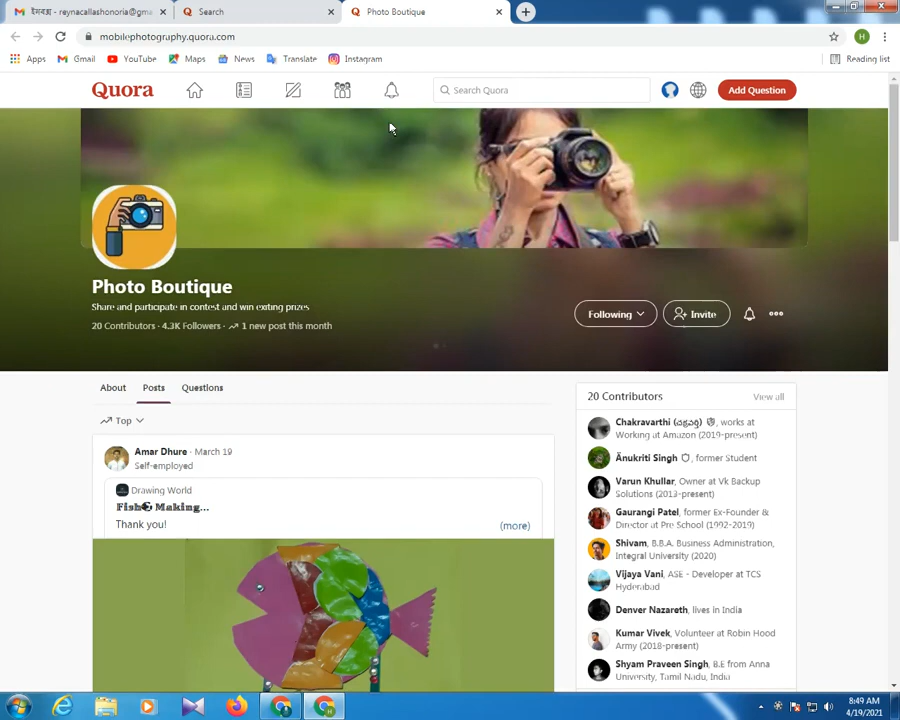 ইনবক্স - reynacallashonoria@gma
Search
Photo Boutique
mobilephotography.quora.com
Apps
Gmail
YouTube
Maps
News
Translate
Instagram
Reading list
Quora
Search Quora
Add Question
Photo Boutique
Share and participate in contest and win exiting prizes
20 Contributors · 4.3K Followers · 1 new post this month
Following
Invite
About
Posts
Questions
Top
Amar Dhure · March 19
Self-employed
Drawing World
Fish Making...
Thank you!
(more)
20 Contributors
View all
Chakravarthi (చక్రవర్తి), works at
Working at Amazon (2019-present)
Änukriti Singh, former Student
Varun Khullar, Owner at Vk Backup
Solutions (2013-present)
Gaurangi Patel, former Ex-Founder &
Director at Pre School (1992-2019)
Shivam, B.B.A. Business Administration,
Integral University (2020)
Vijaya Vani, ASE - Developer at TCS
Hyderabad
Denver Nazareth, lives in India
Kumar Vivek, Volunteer at Robin Hood
Army (2018-present)
Shyam Praveen Singh, B.E from Anna
University, Tamil Nadu, India
8:49 AM
4/19/2021